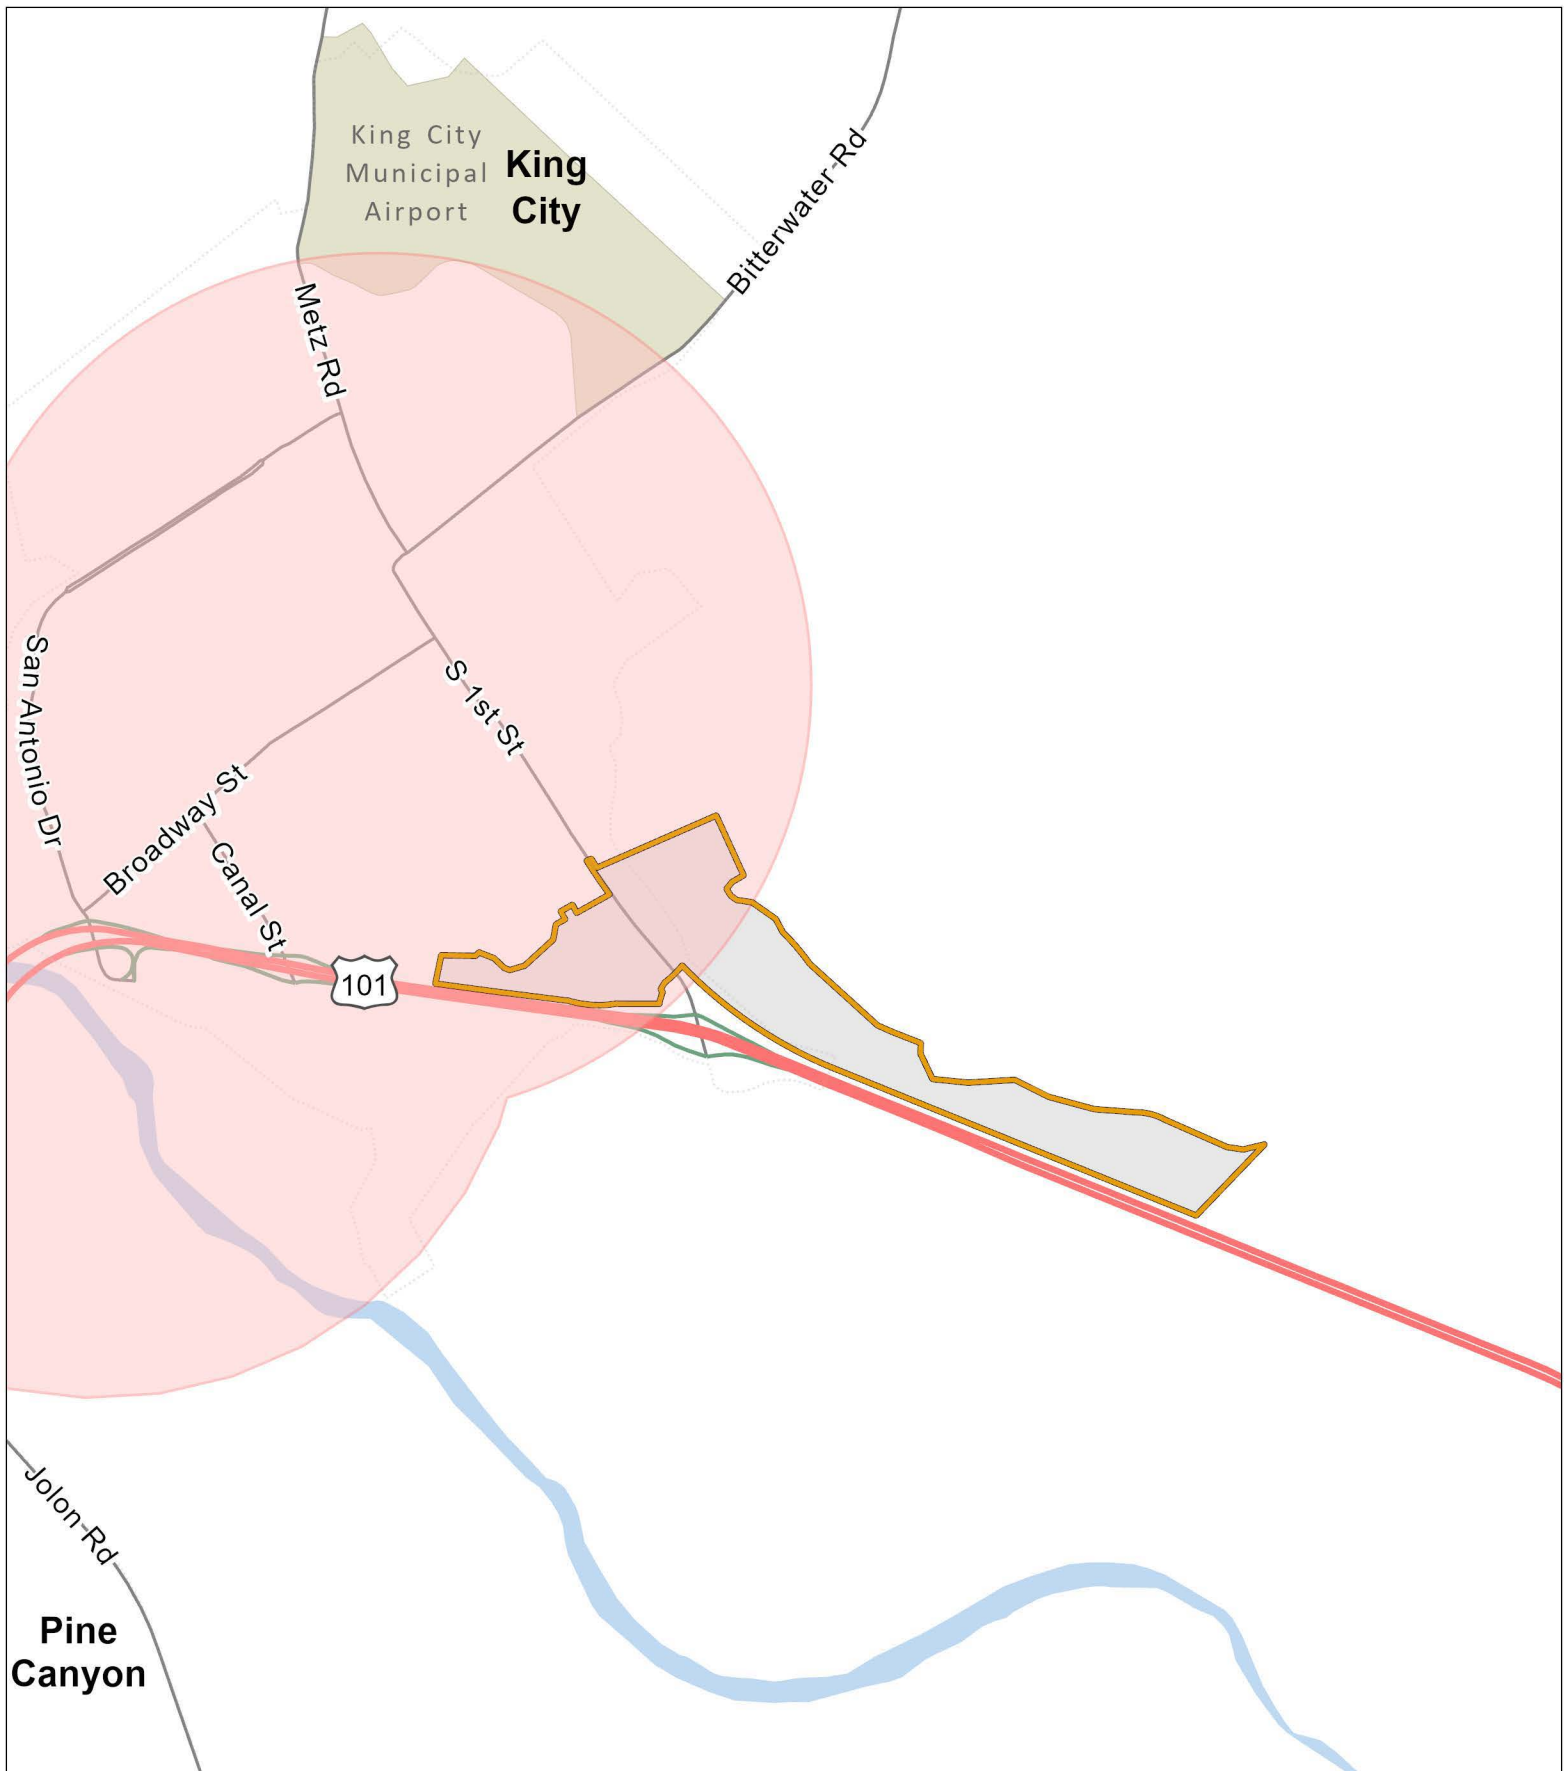 King City
Municipal
Airport
King
City
Bitterwater Rd
Metz Rd
San Antonio Dr
S 1st St
Broadway St
Canal St
101
Jolon Rd
Pine
Canyon